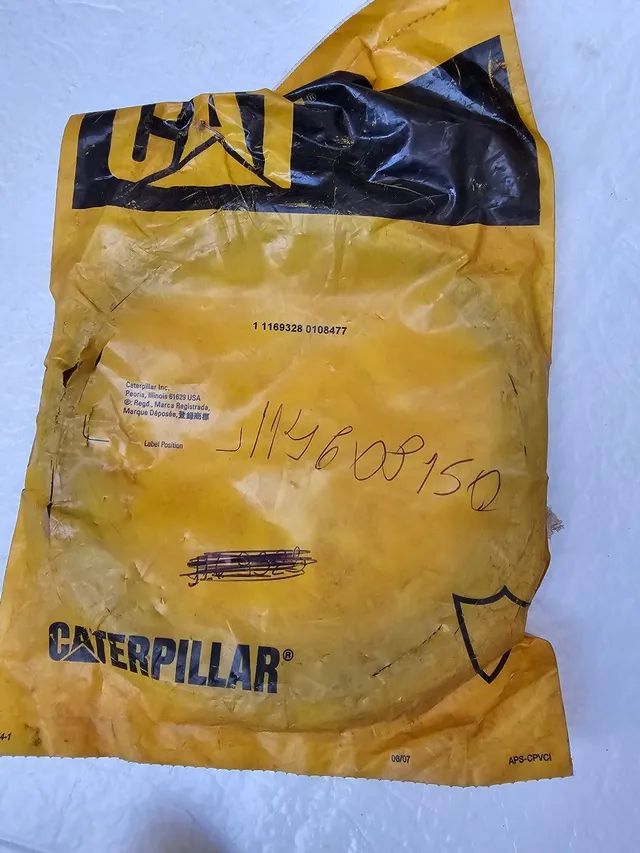 CAT®
1 1169328 0108477
Caterpillar Inc.
Peoria, Illinois 61629 USA
®: Regd., Marca Registrada,
Marque Déposée, 登録商標
Label Position
CATERPILLAR®
08/07
APS-CPVCI